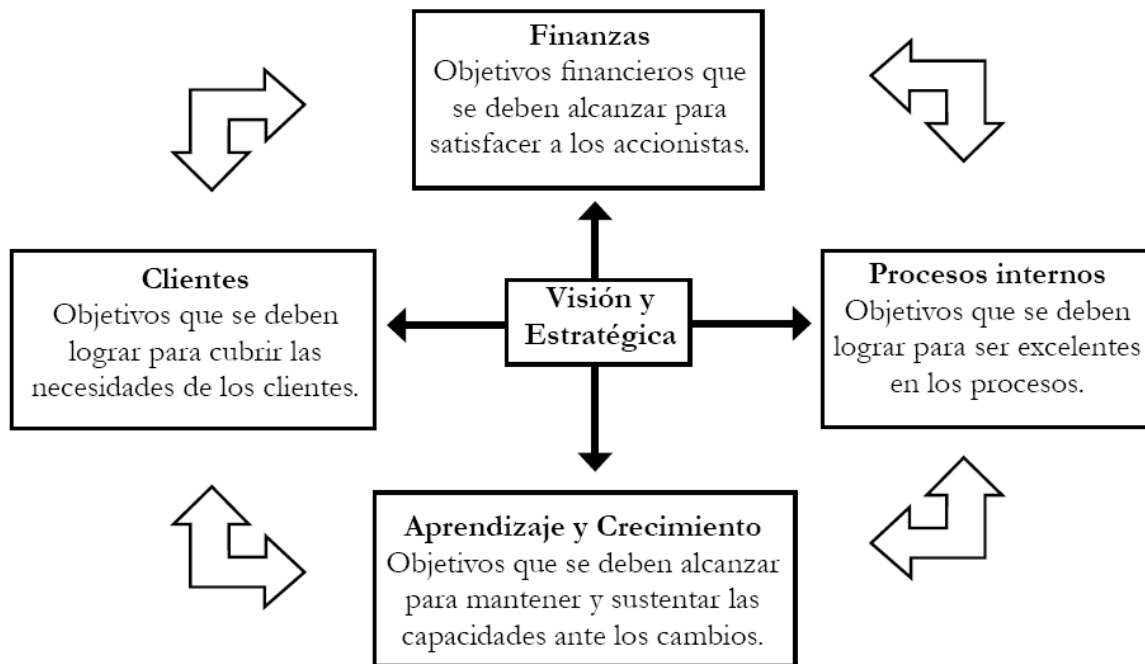 Finanzas
Objetivos financieros que
se deben alcanzar para
satisfacer a los accionistas.
Clientes
Objetivos que se deben
lograr para cubrir las
necesidades de los clientes.
Visión y
Estratégica
Procesos internos
Objetivos que se deben
lograr para ser excelentes
en los procesos.
Aprendizaje y Crecimiento
Objetivos que se deben alcanzar
para mantener y sustentar las
capacidades ante los cambios.